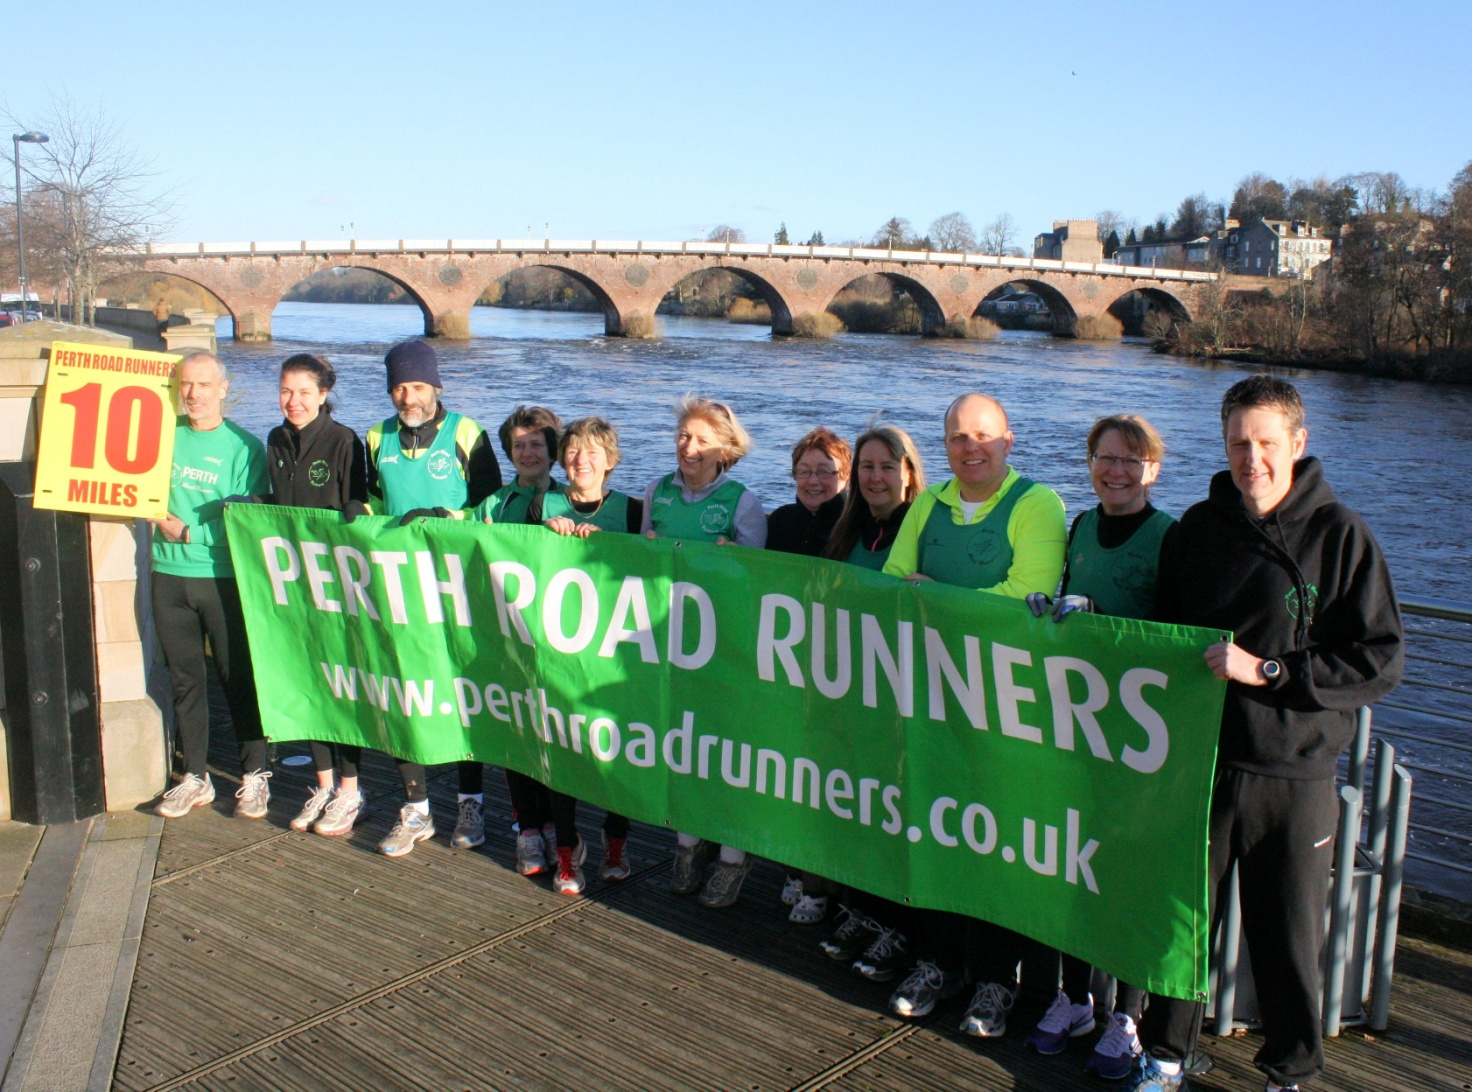 PERTH ROAD RUNNERS
10
MILES
PERTH
PERTH ROAD RUNNERS
www.perthroadrunners.co.uk